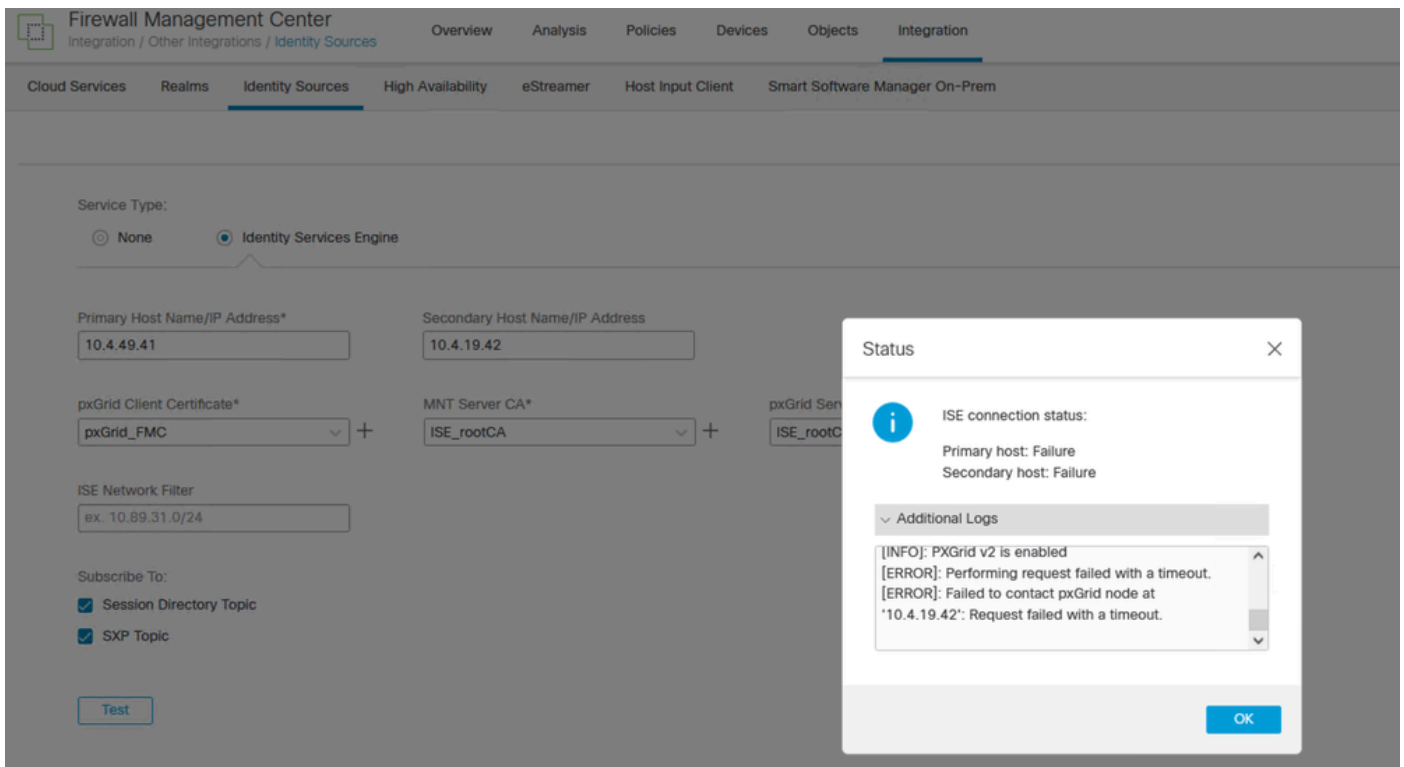 Firewall Management Center
Integration / Other Integrations / Identity Sources
Overview Analysis Policies Devices Objects Integration
Cloud Services Realms Identity Sources High Availability eStreamer Host Input Client Smart Software Manager On-Prem
Service Type:
None Identity Services Engine
Primary Host Name/IP Address* Secondary Host Name/IP Address
10.4.49.41 10.4.19.42
pxGrid Client Certificate* MNT Server CA* pxGrid Ser
pxGrid_FMC ISE_rootCA ISE_rootC
ISE Network Filter
ex. 10.89.31.0/24
Subscribe To:
Session Directory Topic
SXP Topic
Test
Status
ISE connection status:
Primary host: Failure
Secondary host: Failure
Additional Logs
[INFO]: PXGrid v2 is enabled
[ERROR]: Performing request failed with a timeout.
[ERROR]: Failed to contact pxGrid node at
'10.4.19.42': Request failed with a timeout.
OK